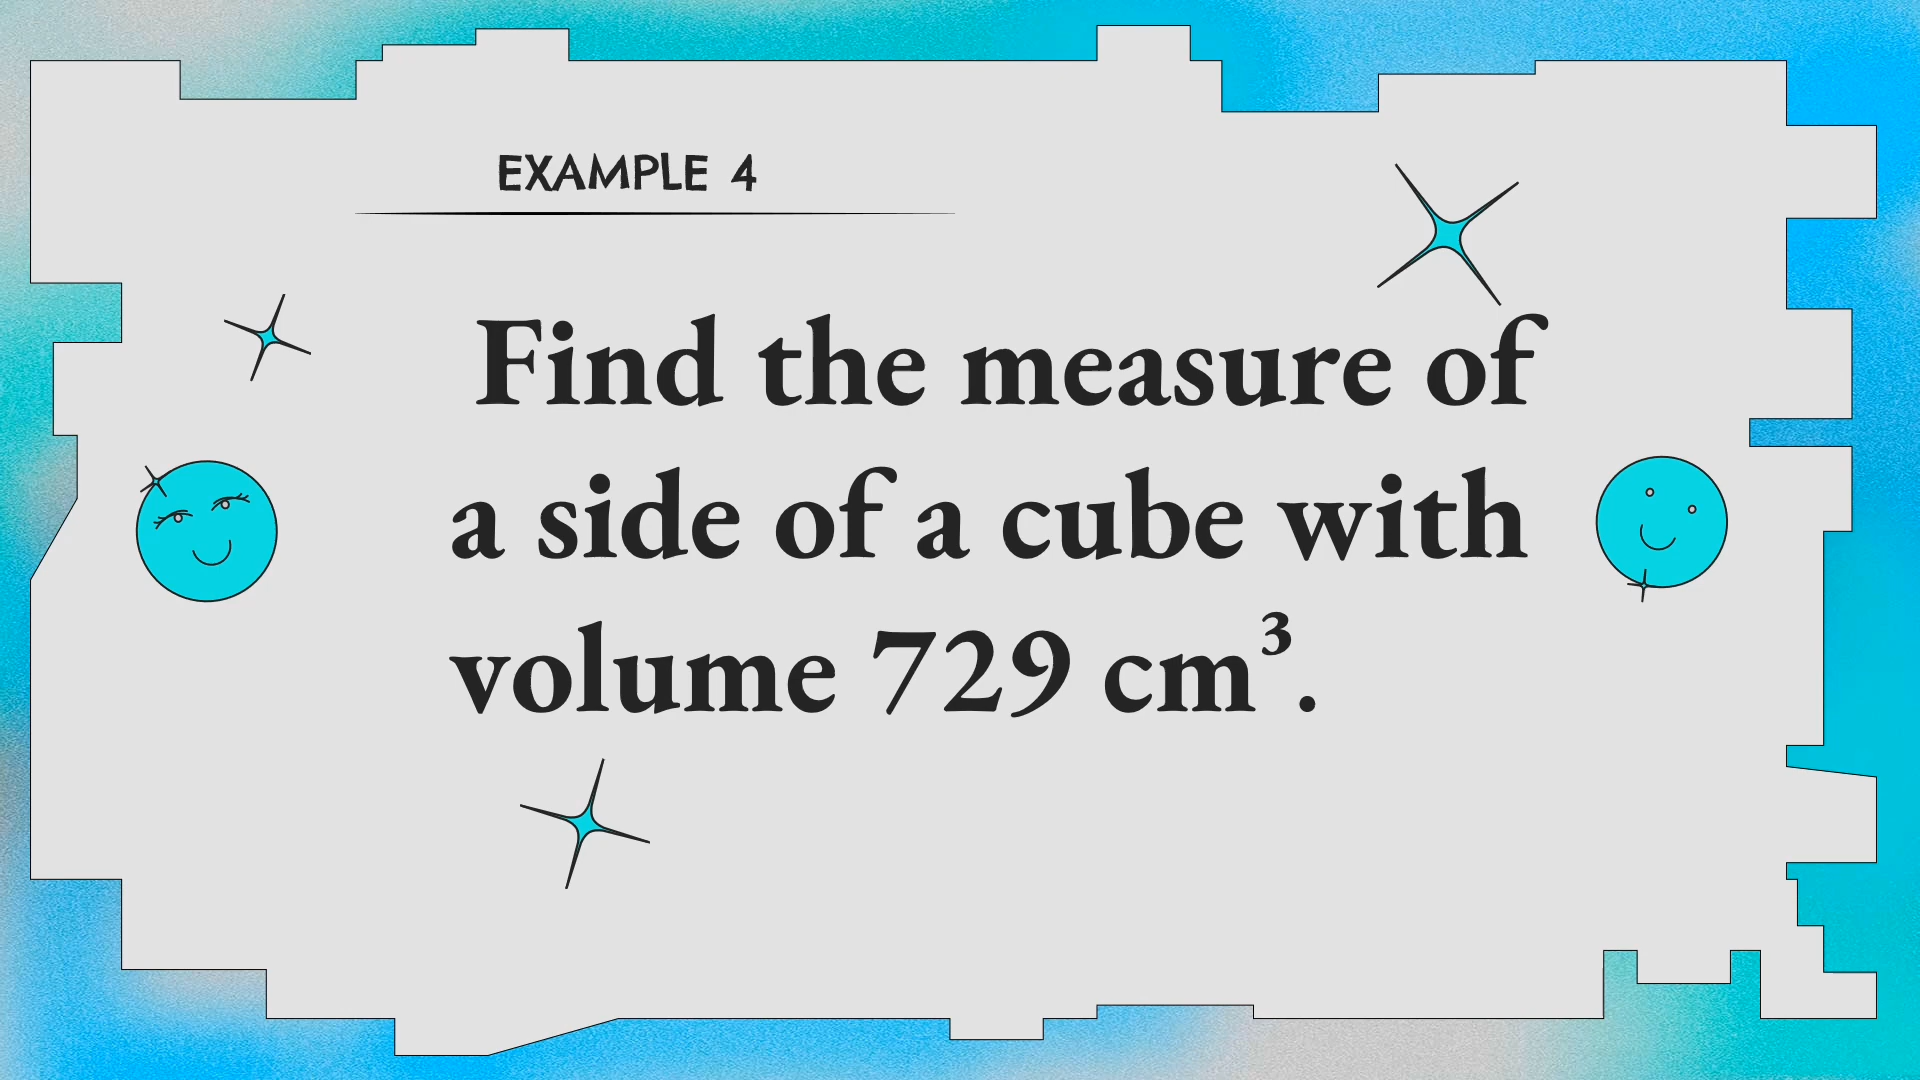 EXAMPLE 4
Find the measure of
a side of a cube with
volume 729 cm³.